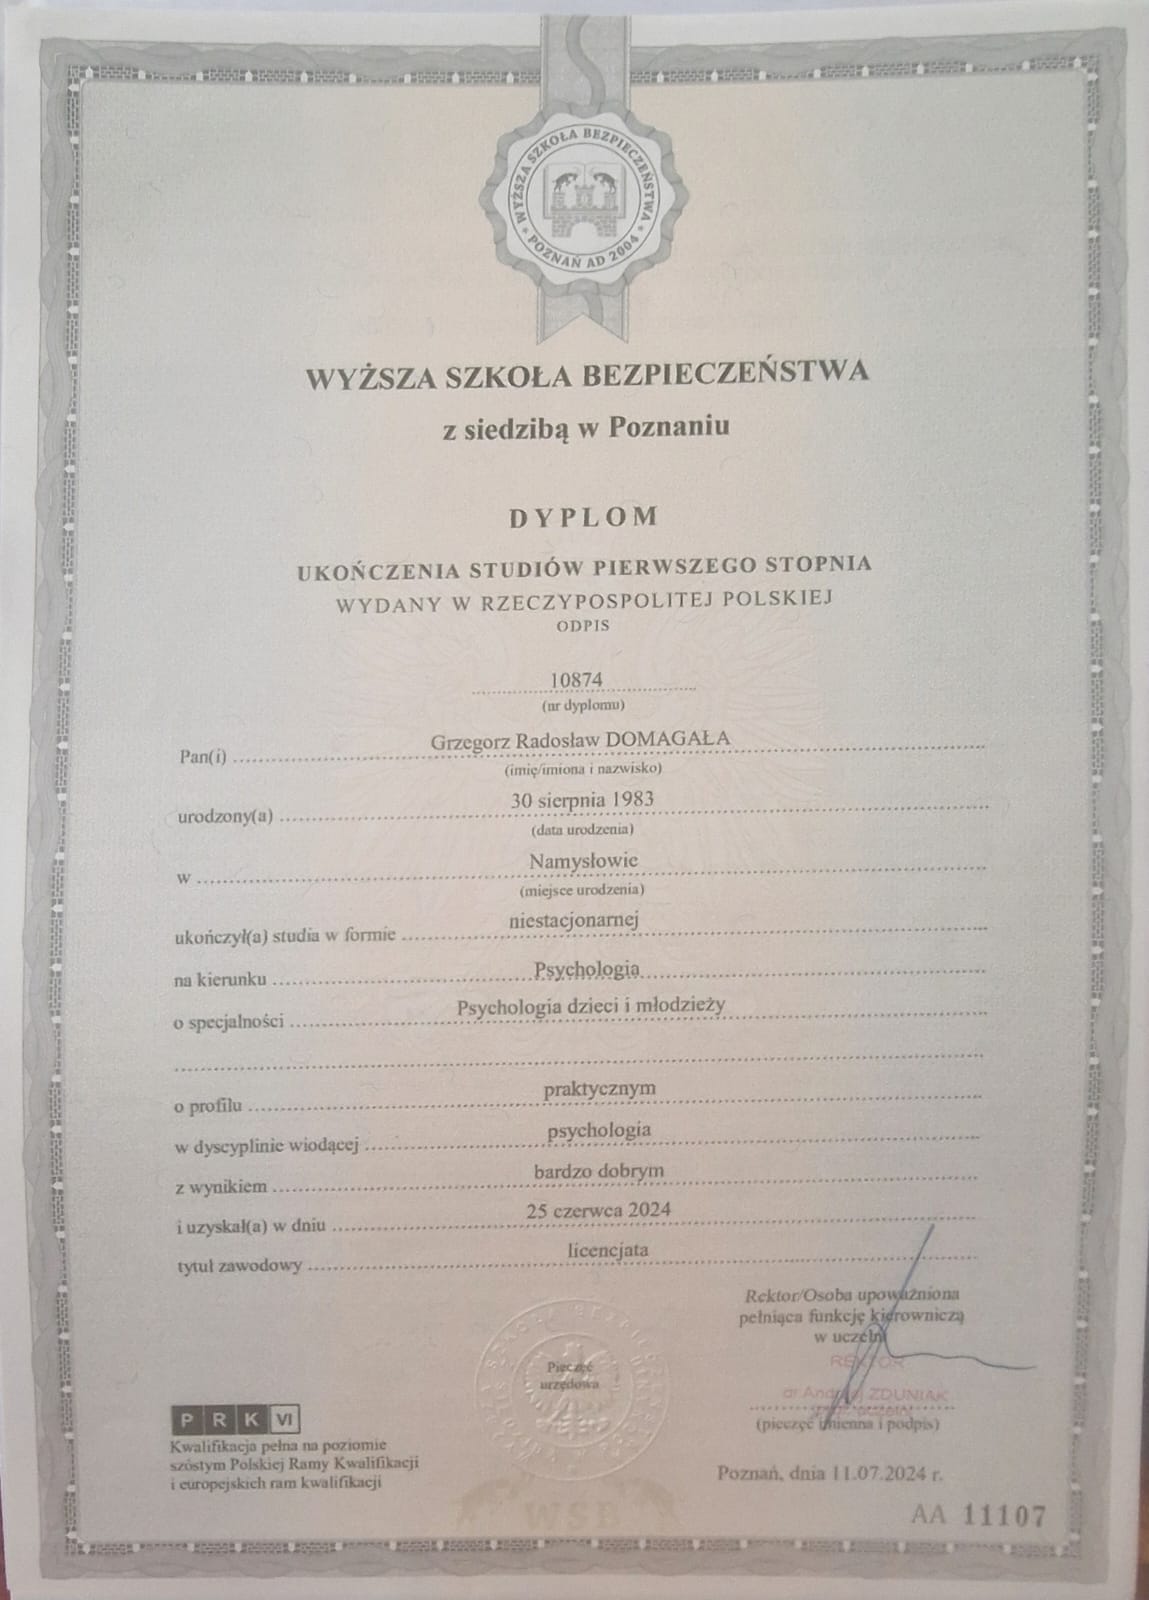 WYŻSZA SZKOŁA BEZPIECZEŃSTWA
POZNAŃ AD 2004
WYŻSZA SZKOŁA BEZPIECZEŃSTWA
z siedzibą w Poznaniu
DYPLOM
UKOŃCZENIA STUDIÓW PIERWSZEGO STOPNIA
WYDANY W RZECZYPOSPOLITEJ POLSKIEJ
ODPIS
10874
(nr dyplomu)
Pan(i) Grzegorz Radosław DOMAGAŁA
(imię/imiona i nazwisko)
urodzony(a) 30 sierpnia 1983
(data urodzenia)
w Namysłowie
(miejsce urodzenia)
ukończył(a) studia w formie niestacjonarnej
na kierunku Psychologia
o specjalności Psychologia dzieci i młodzieży
o profilu praktycznym
w dyscyplinie wiodącej psychologia
z wynikiem bardzo dobrym
i uzyskał(a) w dniu 25 czerwca 2024
tytuł zawodowy licencjata
Rektor/Osoba upoważniona
pełniąca funkcję kierowniczą
w uczelni
REKTOR
dr Andrzej ZDUNIAK
(pieczęć imienna i podpis)
Pieczęć
urzędowa
PRK VI
Kwalifikacja pełna na poziomie
szóstym Polskiej Ramy Kwalifikacji
i europejskich ram kwalifikacji
Poznań, dnia 11.07.2024 r.
WSB
AA 11107